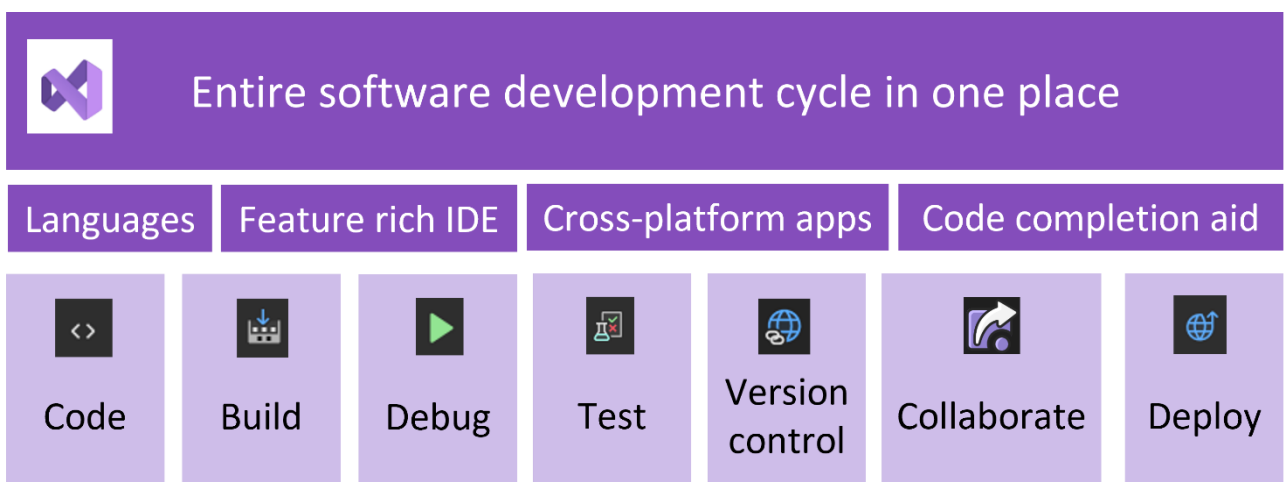 Entire software development cycle in one place
Languages
Feature rich IDE
Cross-platform apps
Code completion aid
Code
Build
Debug
Test
Version
control
Collaborate
Deploy